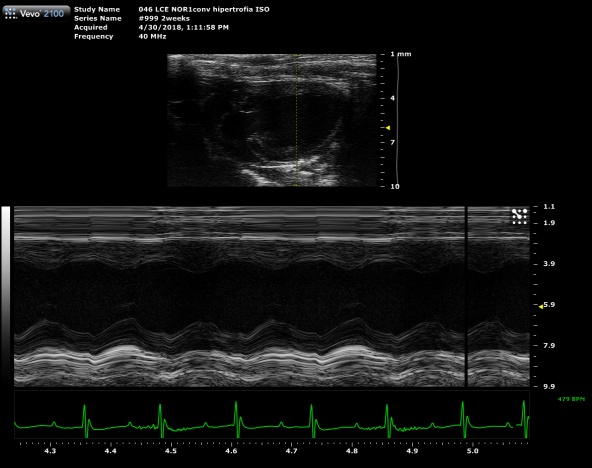 Vevo 2100
Study Name 046 LCE NOR1conv hipertrofia ISO
Series Name #999 2weeks
Acquired 4/30/2018, 1:11:58 PM
Frequency 40 MHz
1 mm
4
7
10
1.1
1.9
3.9
5.9
7.9
9.9
479 BPM
4.3 4.4 4.5 4.6 4.7 4.8 4.9 5.0